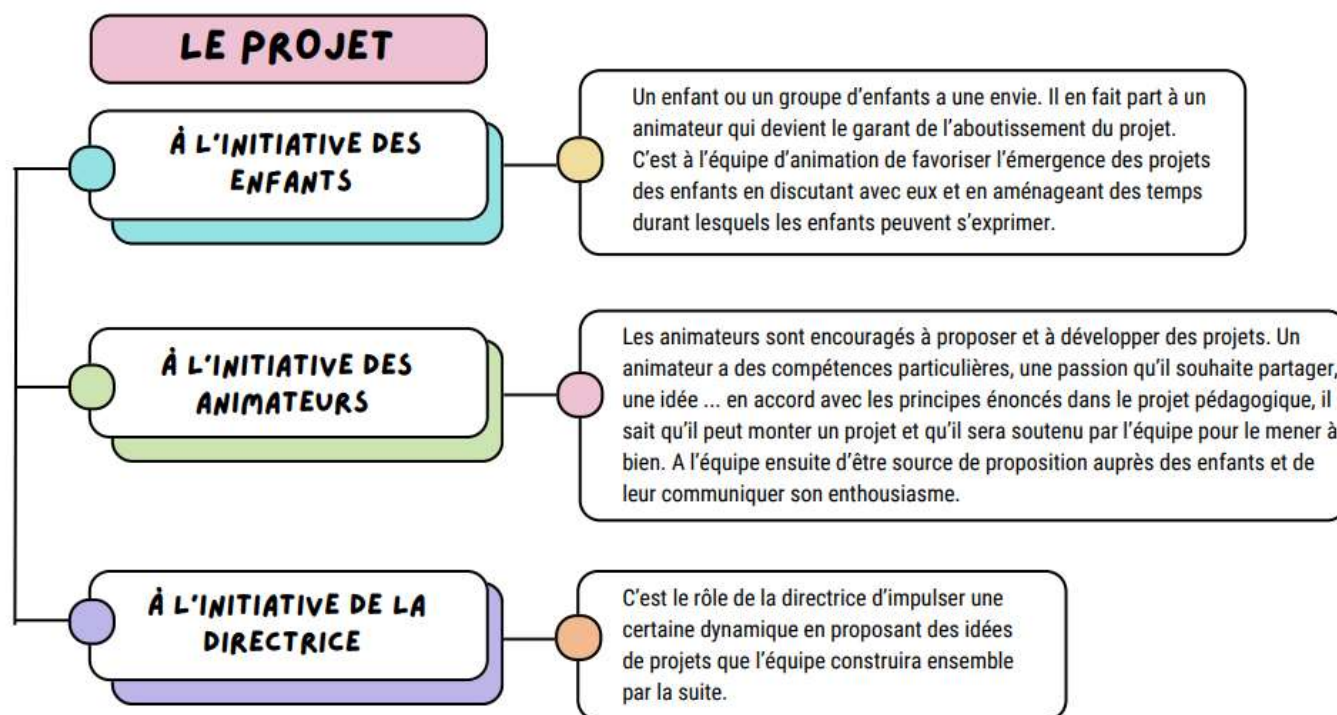 LE PROJET
À L'INITIATIVE DES
ENFANTS
Un enfant ou un groupe d'enfants a une envie. Il en fait part à un
animateur qui devient le garant de l'aboutissement du projet.
C'est à l'équipe d'animation de favoriser l'émergence des projets
des enfants en discutant avec eux et en aménageant des temps
durant lesquels les enfants peuvent s'exprimer.
À L'INITIATIVE DES
ANIMATEURS
Les animateurs sont encouragés à proposer et à développer des projets. Un
animateur a des compétences particulières, une passion qu'il souhaite partager,
une idée ... en accord avec les principes énoncés dans le projet pédagogique, il
sait qu'il peut monter un projet et qu'il sera soutenu par l'équipe pour le mener à
bien. A l'équipe ensuite d'être source de proposition auprès des enfants et de
leur communiquer son enthousiasme.
À L'INITIATIVE DE LA
DIRECTRICE
C'est le rôle de la directrice d'impulser une
certaine dynamique en proposant des idées
de projets que l'équipe construira ensemble
par la suite.